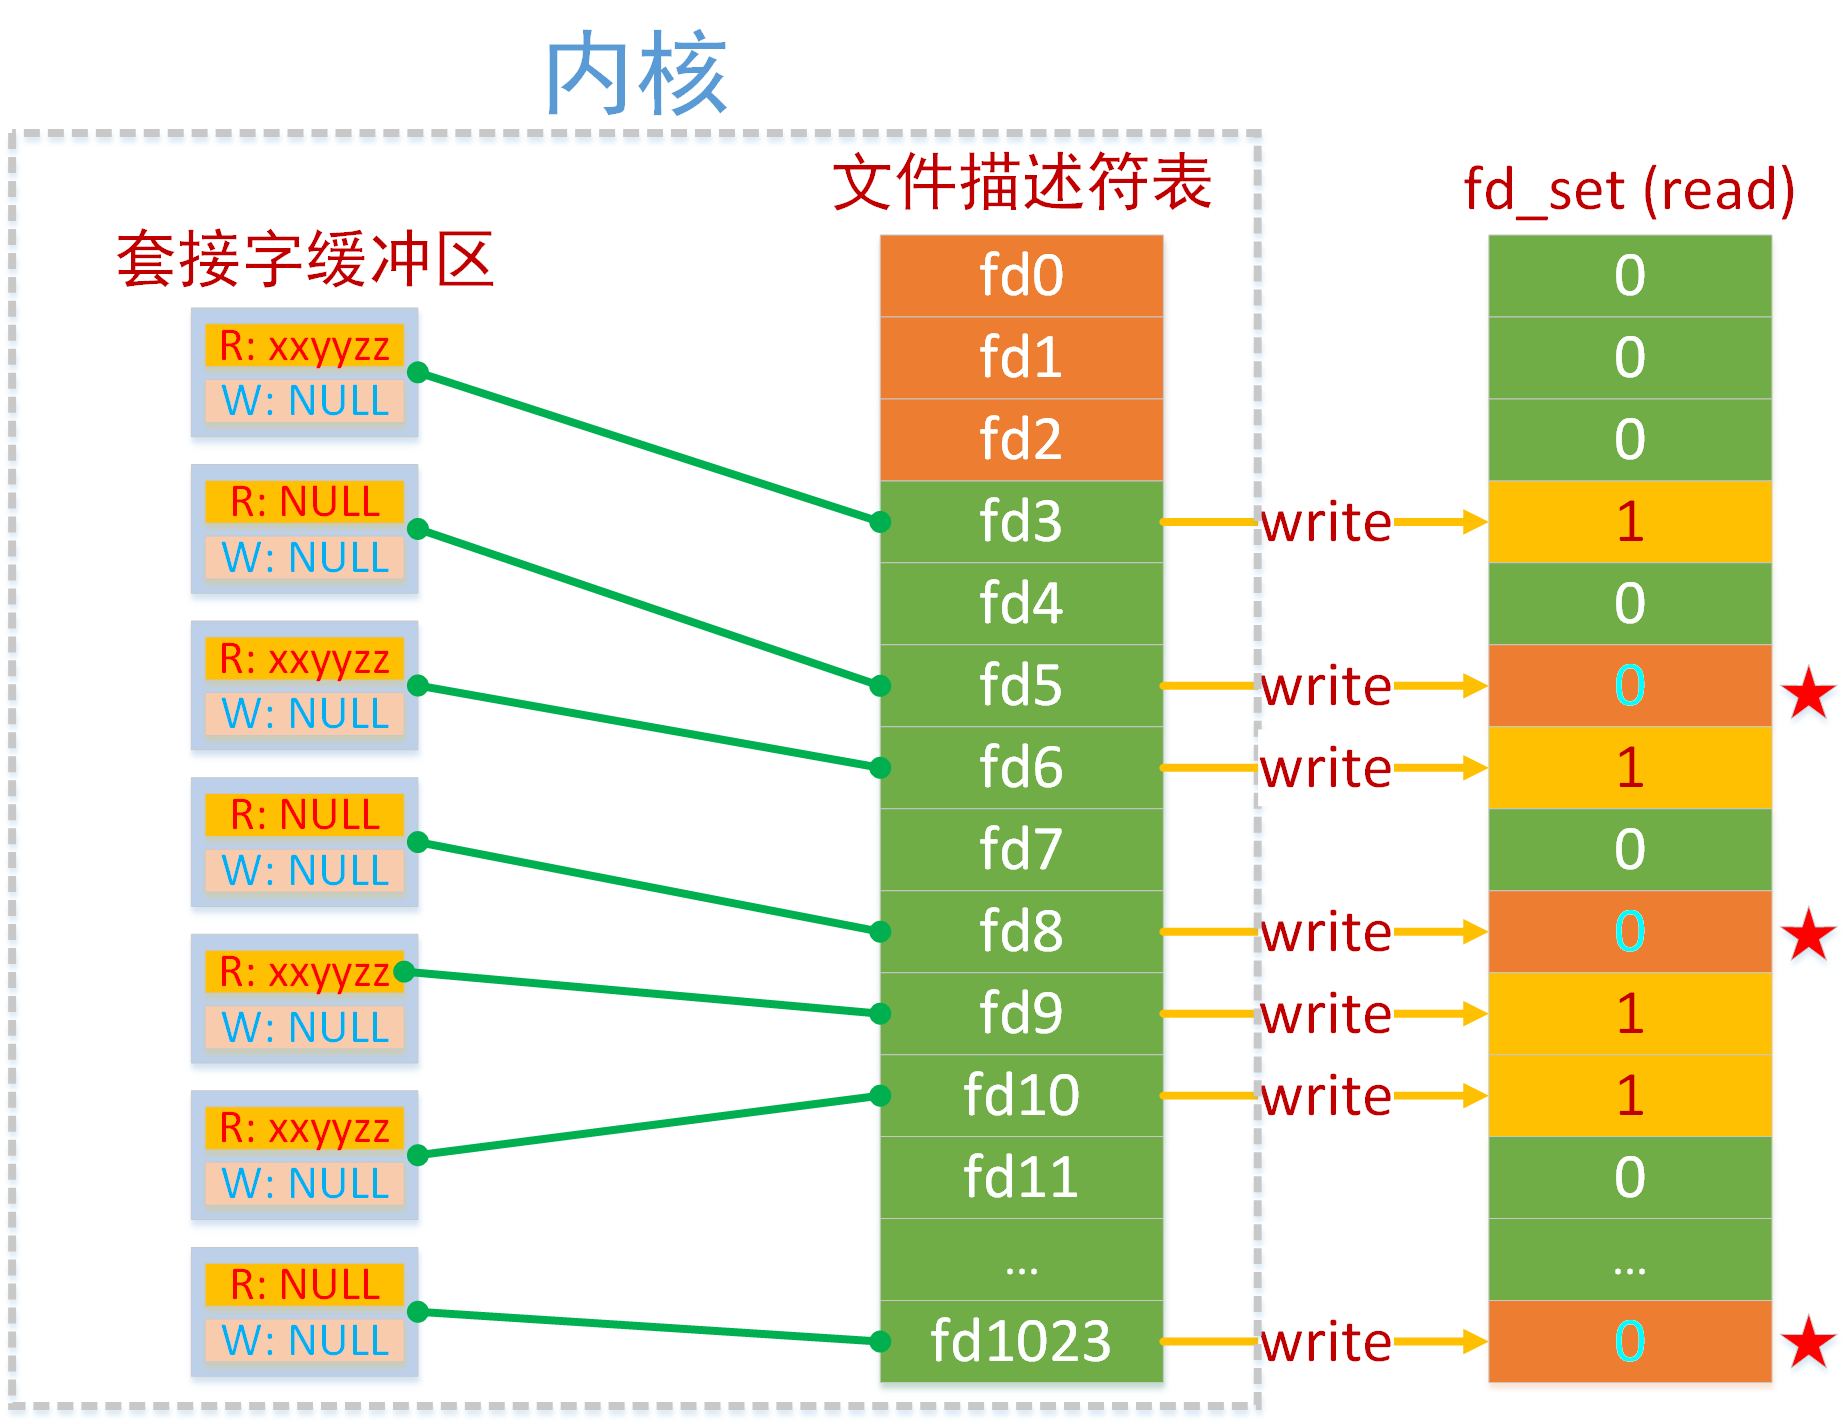 内核
套接字缓冲区
R: xxyyzz
W: NULL
R: NULL
W: NULL
R: xxyyzz
W: NULL
R: NULL
W: NULL
R: xxyyzz
W: NULL
R: xxyyzz
W: NULL
R: NULL
W: NULL
文件描述符表
fd0
fd1
fd2
fd3
fd4
fd5
fd6
fd7
fd8
fd9
fd10
fd11
...
fd1023
write
write
write
write
write
write
write
fd_set (read)
0
0
0
1
0
0
1
0
0
1
1
0
...
0